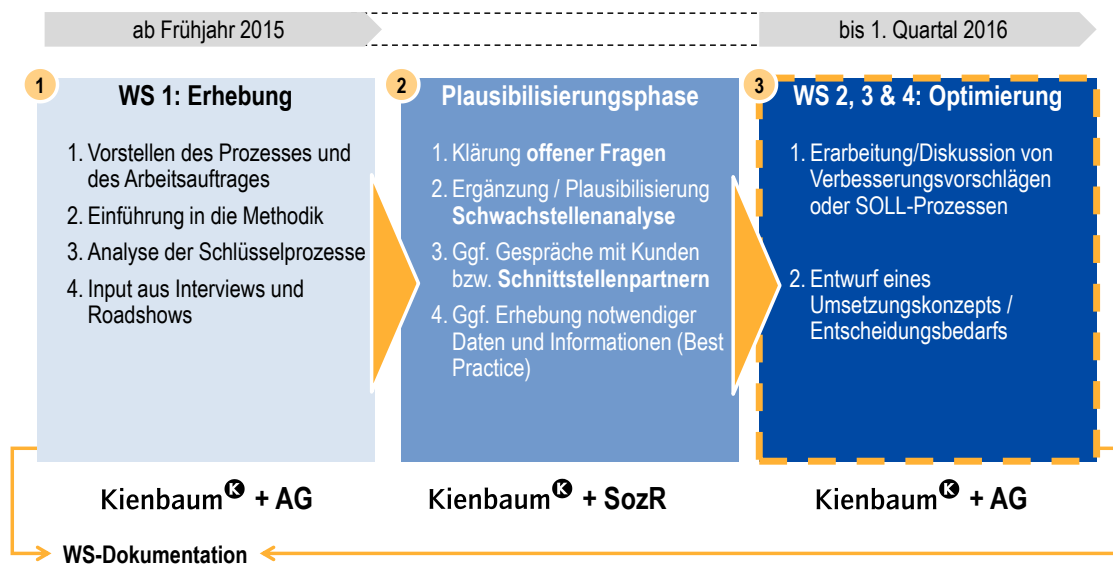 ab Frühjahr 2015
bis 1. Quartal 2016
1
WS 1: Erhebung
1. Vorstellen des Prozesses und
des Arbeitsauftrages
2. Einführung in die Methodik
3. Analyse der Schlüsselprozesse
4. Input aus Interviews und
Roadshows
2
Plausibilisierungsphase
1. Klärung offener Fragen
2. Ergänzung / Plausibilisierung
Schwachstellenanalyse
3. Ggf. Gespräche mit Kunden
bzw. Schnittstellenpartnern
4. Ggf. Erhebung notwendiger
Daten und Informationen (Best
Practice)
3
WS 2, 3 & 4: Optimierung
1. Erarbeitung/Diskussion von
Verbesserungsvorschlägen
oder SOLL-Prozessen
2. Entwurf eines
Umsetzungskonzepts /
Entscheidungsbedarfs
Kienbaum K + AG
Kienbaum K + SozR
Kienbaum K + AG
WS-Dokumentation